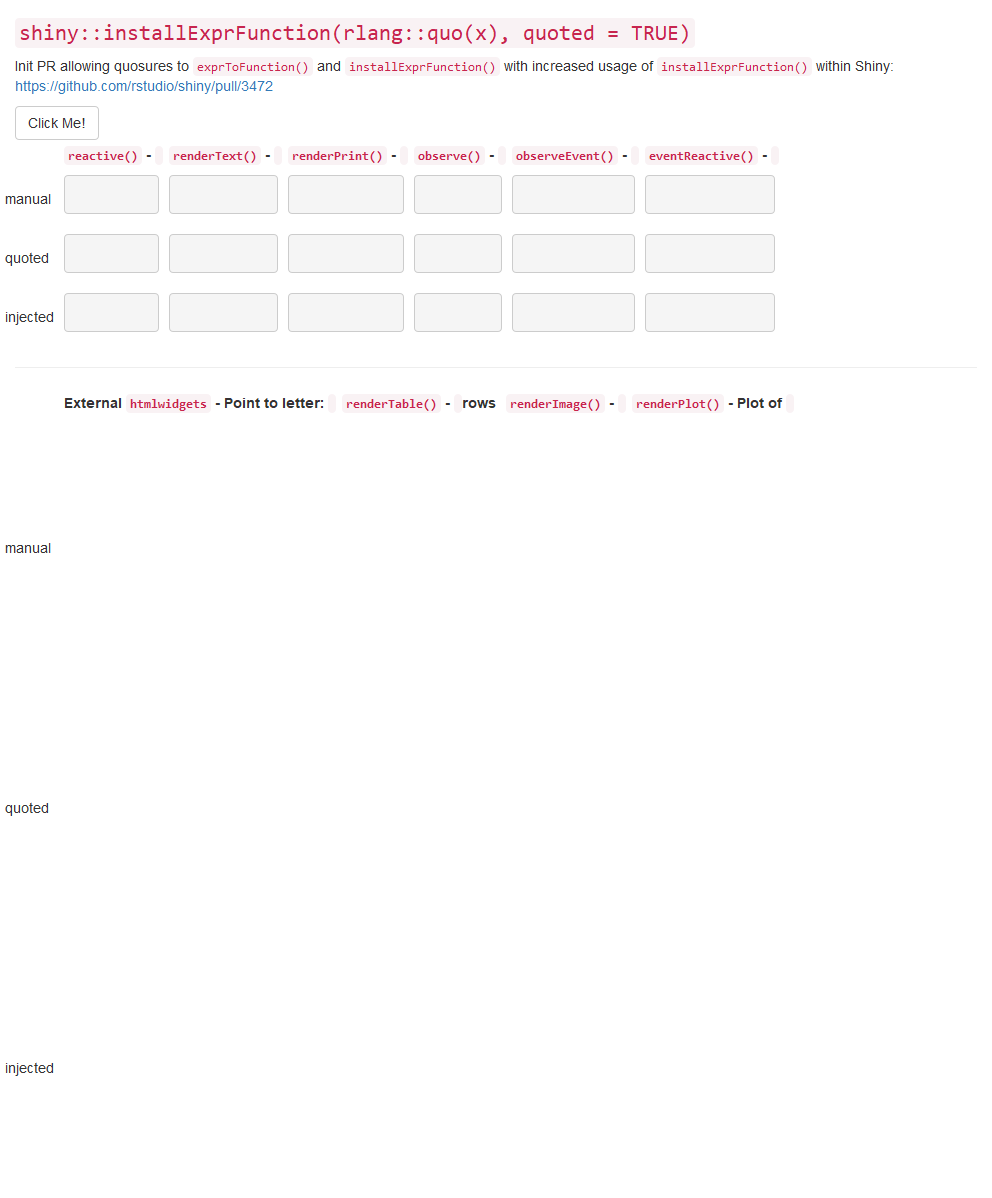 shiny::installExprFunction(rlang::quo(x), quoted = TRUE)
Init PR allowing quosures to exprToFunction() and installExprFunction() with increased usage of installExprFunction() within Shiny:
https://github.com/rstudio/shiny/pull/3472
Click Me!
reactive() - renderText() - renderPrint() - observe() - observeEvent() - eventReactive() -
manual
quoted
injected
External htmlwidgets - Point to letter: renderTable() - rows renderImage() - renderPlot() - Plot of
manual
quoted
injected